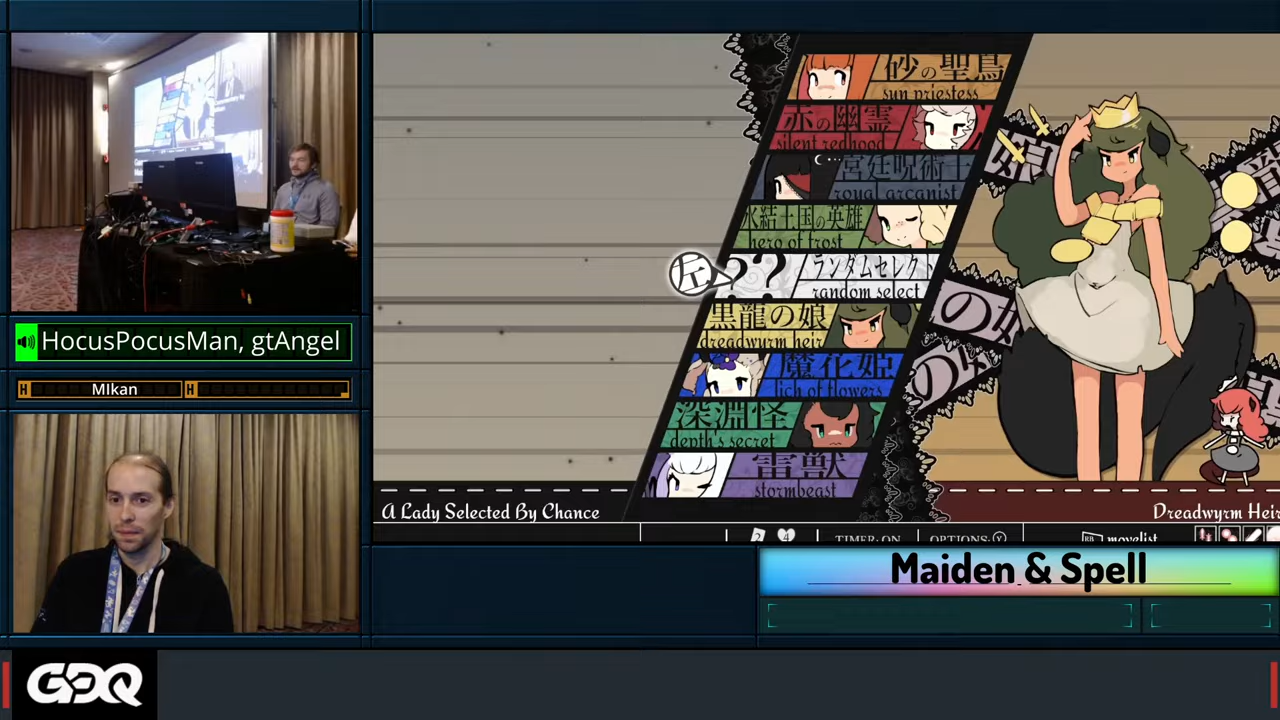 砂の聖鳥
sun priestess
赤の幽霊
silent redhood
宮廷呪術士
royal arcanist
氷結王国の英雄
hero of frost
??
ランダムセレクト
random select
黒龍の娘
dreadwyrm heir
魔花姫
lich of flowers
深淵怪
depth's secret
雷獣
stormbeast
A Lady Selected By Chance
Dreadwyrm Heir
2
4
TIMER: ON
OPTIONS: Y
RB
movelist
HocusPocusMan, gtAngel
MIkan
Maiden & Spell
GDQ